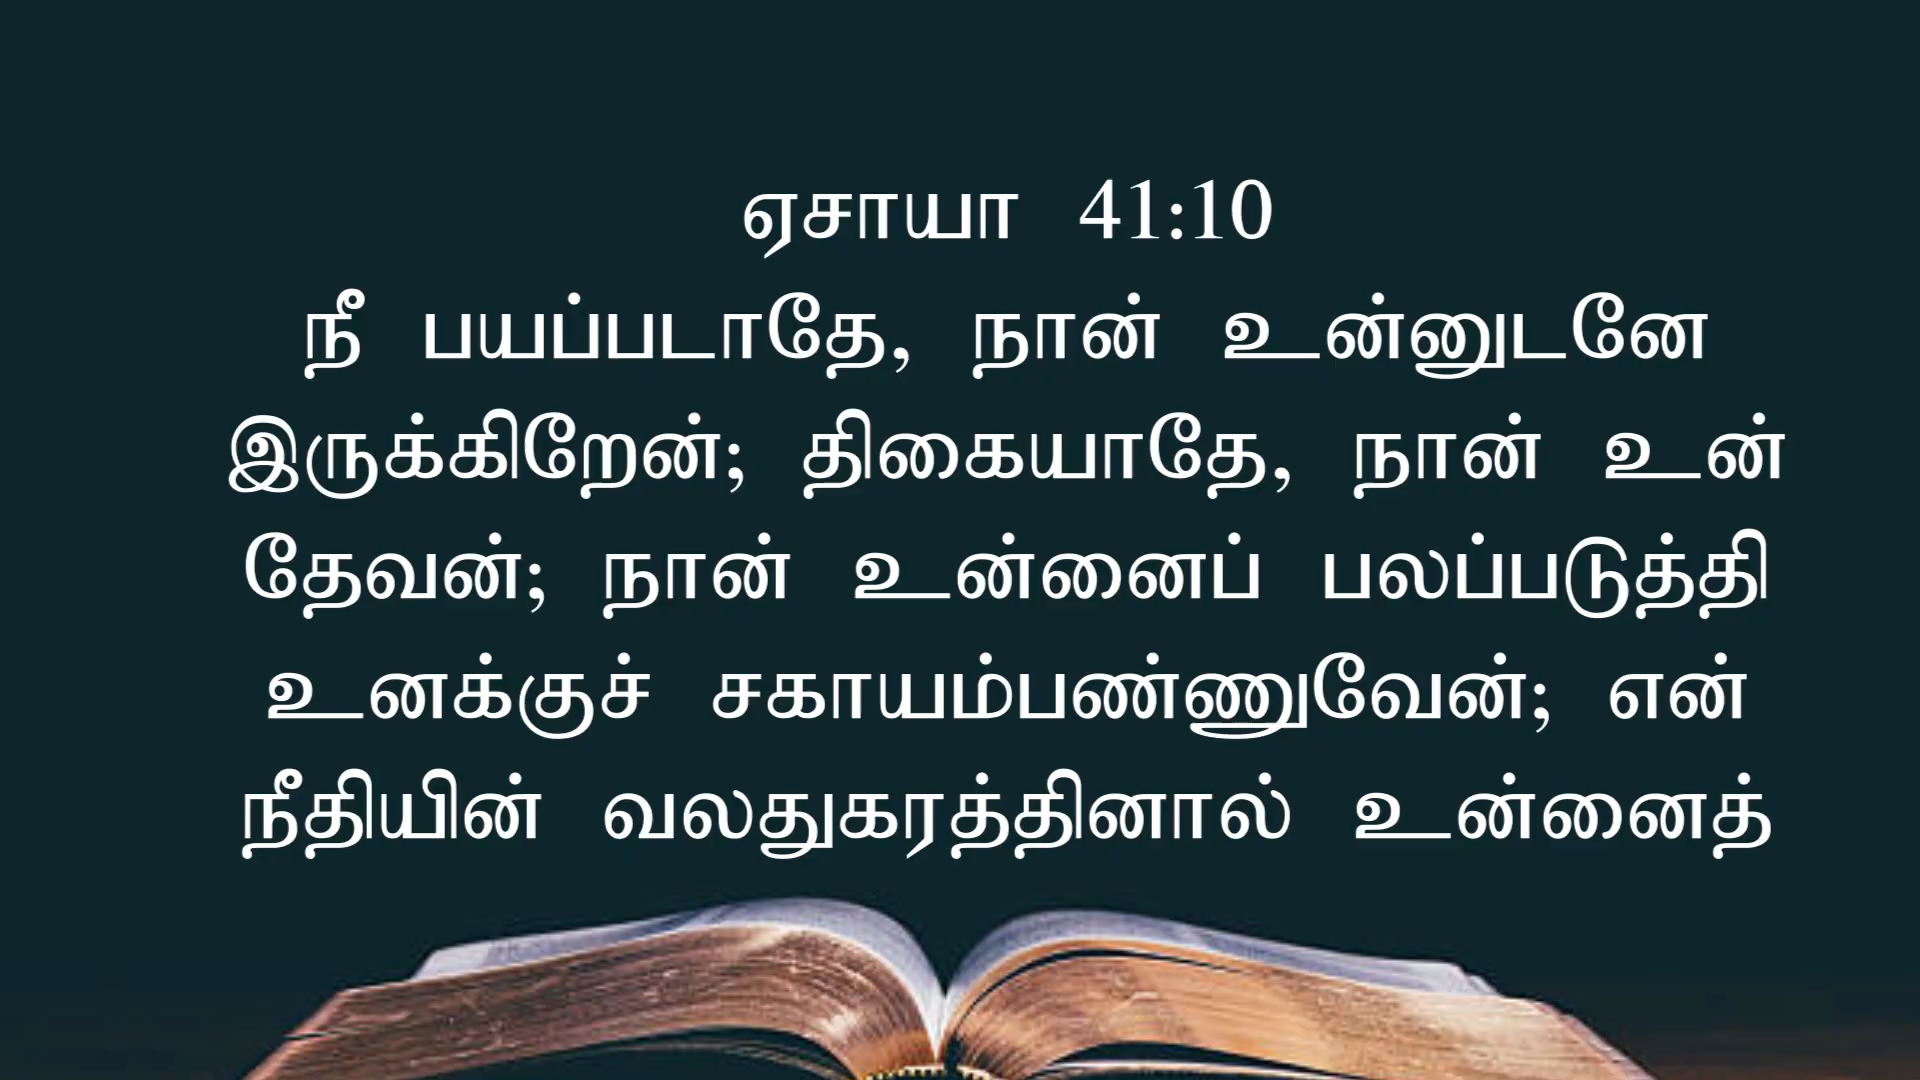 ஏசாயா 41:10
நீ பயப்படாதே, நான் உன்னுடனே
இருக்கிறேன்; திகையாதே, நான் உன்
தேவன்; நான் உன்னைப் பலப்படுத்தி
உனக்குச் சகாயம்பண்ணுவேன்; என்
நீதியின் வலதுகரத்தினால் உன்னைத்